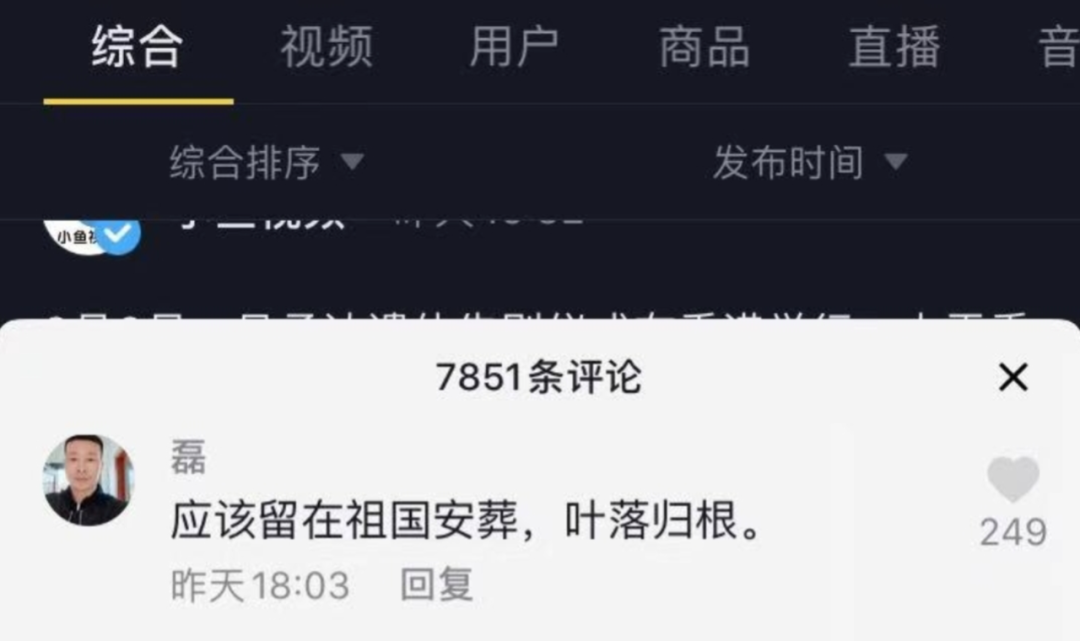 综合 视频 用户 商品 直播 音
综合排序 发布时间
小鱼视
7851条评论
磊
应该留在祖国安葬，叶落归根。
249
昨天18:03 回复